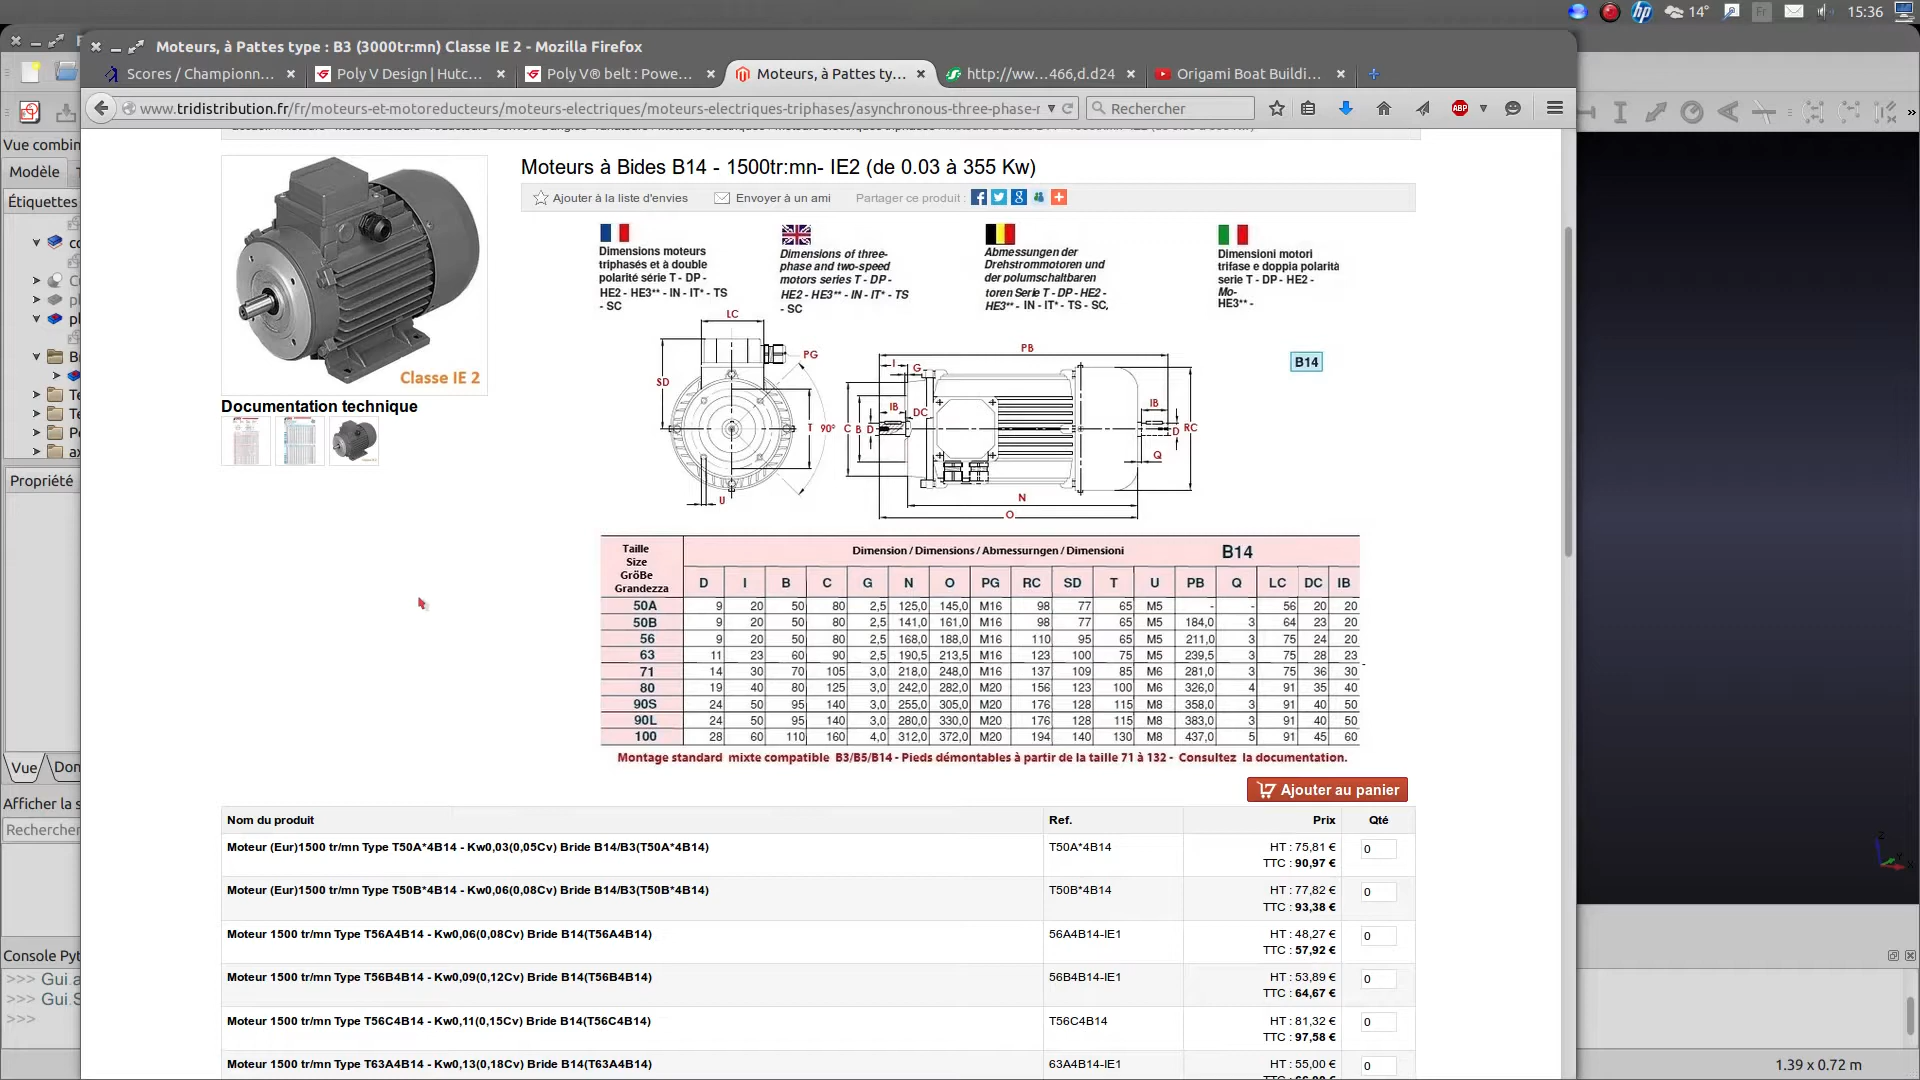 14° Fr 15:36
Moteurs, à Pattes type : B3 (3000tr:mn) Classe IE 2 - Mozilla Firefox
Scores / Championn... Poly V Design | Hutc... Poly V® belt : Powe... Moteurs, à Pattes ty... http://ww...466,d.d24 Origami Boat Buildi...
www.tridistribution.fr/fr/moteurs-et-motoreducteurs/moteurs-electriques/moteurs-electriques-triphases/asynchronous-three-phase-r Rechercher ABP
Vue combin
Modèle
Étiquettes
Propriété
Vue Don
Afficher la s
Rechercher
Console Pyt
>>> Gui.a
>>> Gui.S
>>>
Classe IE 2
Documentation technique
Moteurs à Bides B14 - 1500tr:mn- IE2 (de 0.03 à 355 Kw)
Ajouter à la liste d'envies Envoyer à un ami Partager ce produit :
Dimensions moteurs
triphasés et à double
polarité série T - DP -
HE2 - HE3** - IN - IT* - TS
- SC
Dimensions of three-
phase and two-speed
motors series T - DP -
HE2 - HE3** - IN - IT* - TS
- SC
Abmessungen der
Drehstrommotoren und
der polumschaltbaren
toren Serie T - DP - HE2 -
HE3** - IN - IT* - TS - SC,
Dimensioni motori
trifase e doppia polarità
serie T - DP - HE2 -
Mo-
HE3** -
LC PG SD T 90° U
PB I G IB DC C B D IB D RC Q N O
B14
Taille
Size
GröBe
Grandezza
Dimension / Dimensions / Abmessurngen / Dimensioni B14
D I B C G N O PG RC SD T U PB Q LC DC IB
50A 9 20 50 80 2,5 125,0 145,0 M16 98 77 65 M5 - - 56 20 20
50B 9 20 50 80 2,5 141,0 161,0 M16 98 77 65 M5 184,0 3 64 23 20
56 9 20 50 80 2,5 168,0 188,0 M16 110 95 65 M5 211,0 3 75 24 20
63 11 23 60 90 2,5 190,5 213,5 M16 123 100 75 M5 239,5 3 75 28 23
71 14 30 70 105 3,0 218,0 248,0 M16 137 109 85 M6 281,0 3 75 36 30
80 19 40 80 125 3,0 242,0 282,0 M20 156 123 100 M6 326,0 4 91 35 40
90S 24 50 95 140 3,0 255,0 305,0 M20 176 128 115 M8 358,0 3 91 40 50
90L 24 50 95 140 3,0 280,0 330,0 M20 176 128 115 M8 383,0 3 91 40 50
100 28 60 110 160 4,0 312,0 372,0 M20 194 140 130 M8 437,0 5 91 45 60
Montage standard mixte compatible B3/B5/B14 - Pieds démontables à partir de la taille 71 à 132 - Consultez la documentation.
Ajouter au panier
Nom du produit Ref. Prix Qté
Moteur (Eur)1500 tr/mn Type T50A*4B14 - Kw0,03(0,05Cv) Bride B14/B3(T50A*4B14) T50A*4B14 HT : 75,81 € 0
TTC : 90,97 €
Moteur (Eur)1500 tr/mn Type T50B*4B14 - Kw0,06(0,08Cv) Bride B14/B3(T50B*4B14) T50B*4B14 HT : 77,82 € 0
TTC : 93,38 €
Moteur 1500 tr/mn Type T56A4B14 - Kw0,06(0,08Cv) Bride B14(T56A4B14) 56A4B14-IE1 HT : 48,27 € 0
TTC : 57,92 €
Moteur 1500 tr/mn Type T56B4B14 - Kw0,09(0,12Cv) Bride B14(T56B4B14) 56B4B14-IE1 HT : 53,89 € 0
TTC : 64,67 €
Moteur 1500 tr/mn Type T56C4B14 - Kw0,11(0,15Cv) Bride B14(T56C4B14) T56C4B14 HT : 81,32 € 0
TTC : 97,58 €
Moteur 1500 tr/mn Type T63A4B14 - Kw0,13(0,18Cv) Bride B14(T63A4B14) 63A4B14-IE1 HT : 55,00 € 0
1.39 x 0.72 m